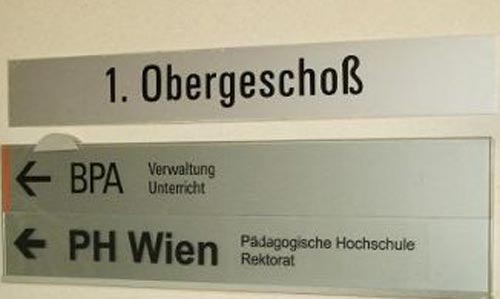 1. Obergeschoß
← BPA Verwaltung
Unterricht
← PH Wien Pädagogische Hochschule
Rektorat